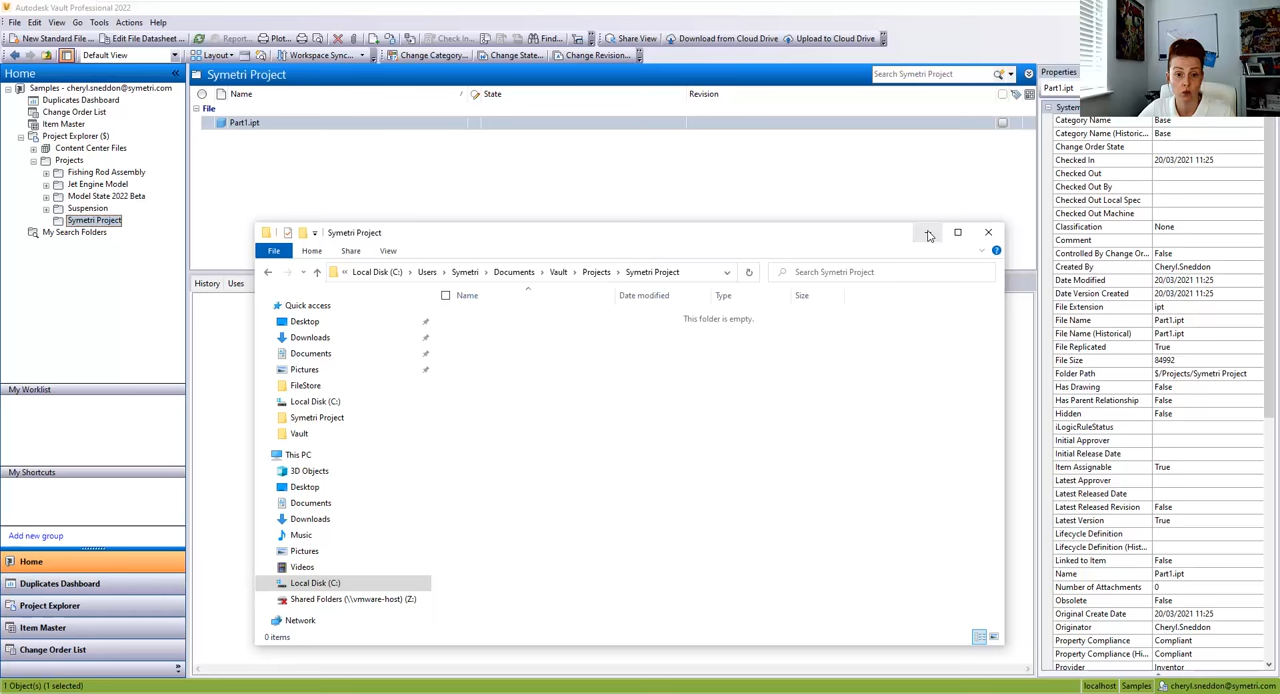 Autodesk Vault Professional 2022
File Edit View Go Tools Actions Help
New Standard File... Edit File Datasheet... Report... Plot... Check In... Find... Share View Download from Cloud Drive Upload to Cloud Drive
Default View Layout Workspace Sync... Change Category... Change State... Change Revision...
Home
Samples - cheryl.sneddon@symetri.com
Duplicates Dashboard
Change Order List
Item Master
Project Explorer ($)
Content Center Files
Projects
Fishing Rod Assembly
Jet Engine Model
Model State 2022 Beta
Suspension
Symetri Project
My Search Folders
My Worklist
My Shortcuts
Add new group
Home
Duplicates Dashboard
Project Explorer
Item Master
Change Order List
Symetri Project
Search Symetri Project
Name State Revision
File
Part1.ipt
History Uses
Symetri Project
File Home Share View
Local Disk (C:) Users Symetri Documents Vault Projects Symetri Project
Search Symetri Project
Name Date modified Type Size
This folder is empty.
Quick access
Desktop
Downloads
Documents
Pictures
FileStore
Local Disk (C:)
Symetri Project
Vault
This PC
3D Objects
Desktop
Documents
Downloads
Music
Pictures
Videos
Local Disk (C:)
Shared Folders (\\vmware-host) (Z:)
Network
0 items
Properties
Part1.ipt
System
Category Name Base
Category Name (Historic... Base
Change Order State
Checked In 20/03/2021 11:25
Checked Out
Checked Out By
Checked Out Local Spec
Checked Out Machine
Classification None
Comment
Controlled By Change Or... False
Created By Cheryl.Sneddon
Date Modified 20/03/2021 11:25
Date Version Created 20/03/2021 11:25
File Extension ipt
File Name Part1.ipt
File Name (Historical) Part1.ipt
File Replicated True
File Size 84992
Folder Path $/Projects/Symetri Project
Has Drawing False
Has Parent Relationship False
Hidden False
iLogicRuleStatus
Initial Approver
Initial Release Date
Item Assignable True
Latest Approver
Latest Released Date
Latest Released Revision False
Latest Version True
Lifecycle Definition
Lifecycle Definition (Hist...
Linked to Item False
Name Part1.ipt
Number of Attachments 0
Obsolete False
Original Create Date 20/03/2021 11:25
Originator Cheryl.Sneddon
Property Compliance Compliant
Property Compliance (Hi... Compliant
Provider Inventor
1 Object(s) (1 selected)
localhost Samples cheryl.sneddon@symetri.com